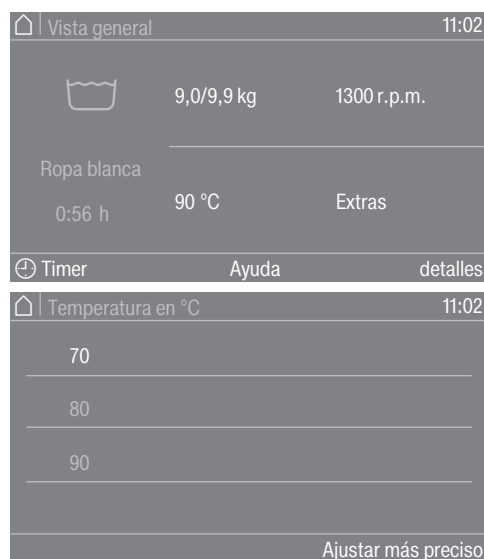 Vista general 11:02
9,0/9,9 kg 1300 r.p.m.
Ropa blanca
0:56 h
90 °C Extras
Timer Ayuda detalles
Temperatura en °C 11:02
70
80
90
Ajustar más preciso